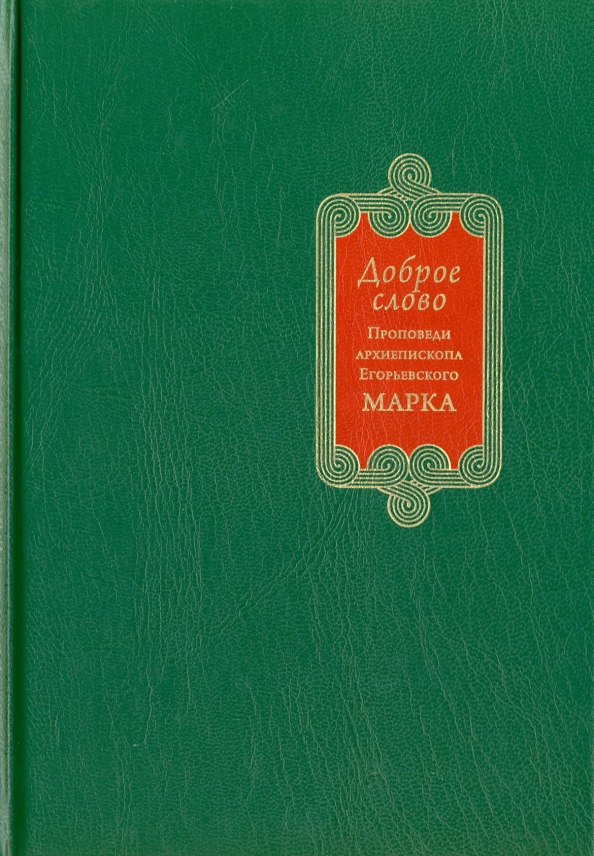 Доброе
слово
Проповеди
архиепископа
Егорьевского
МАРКА